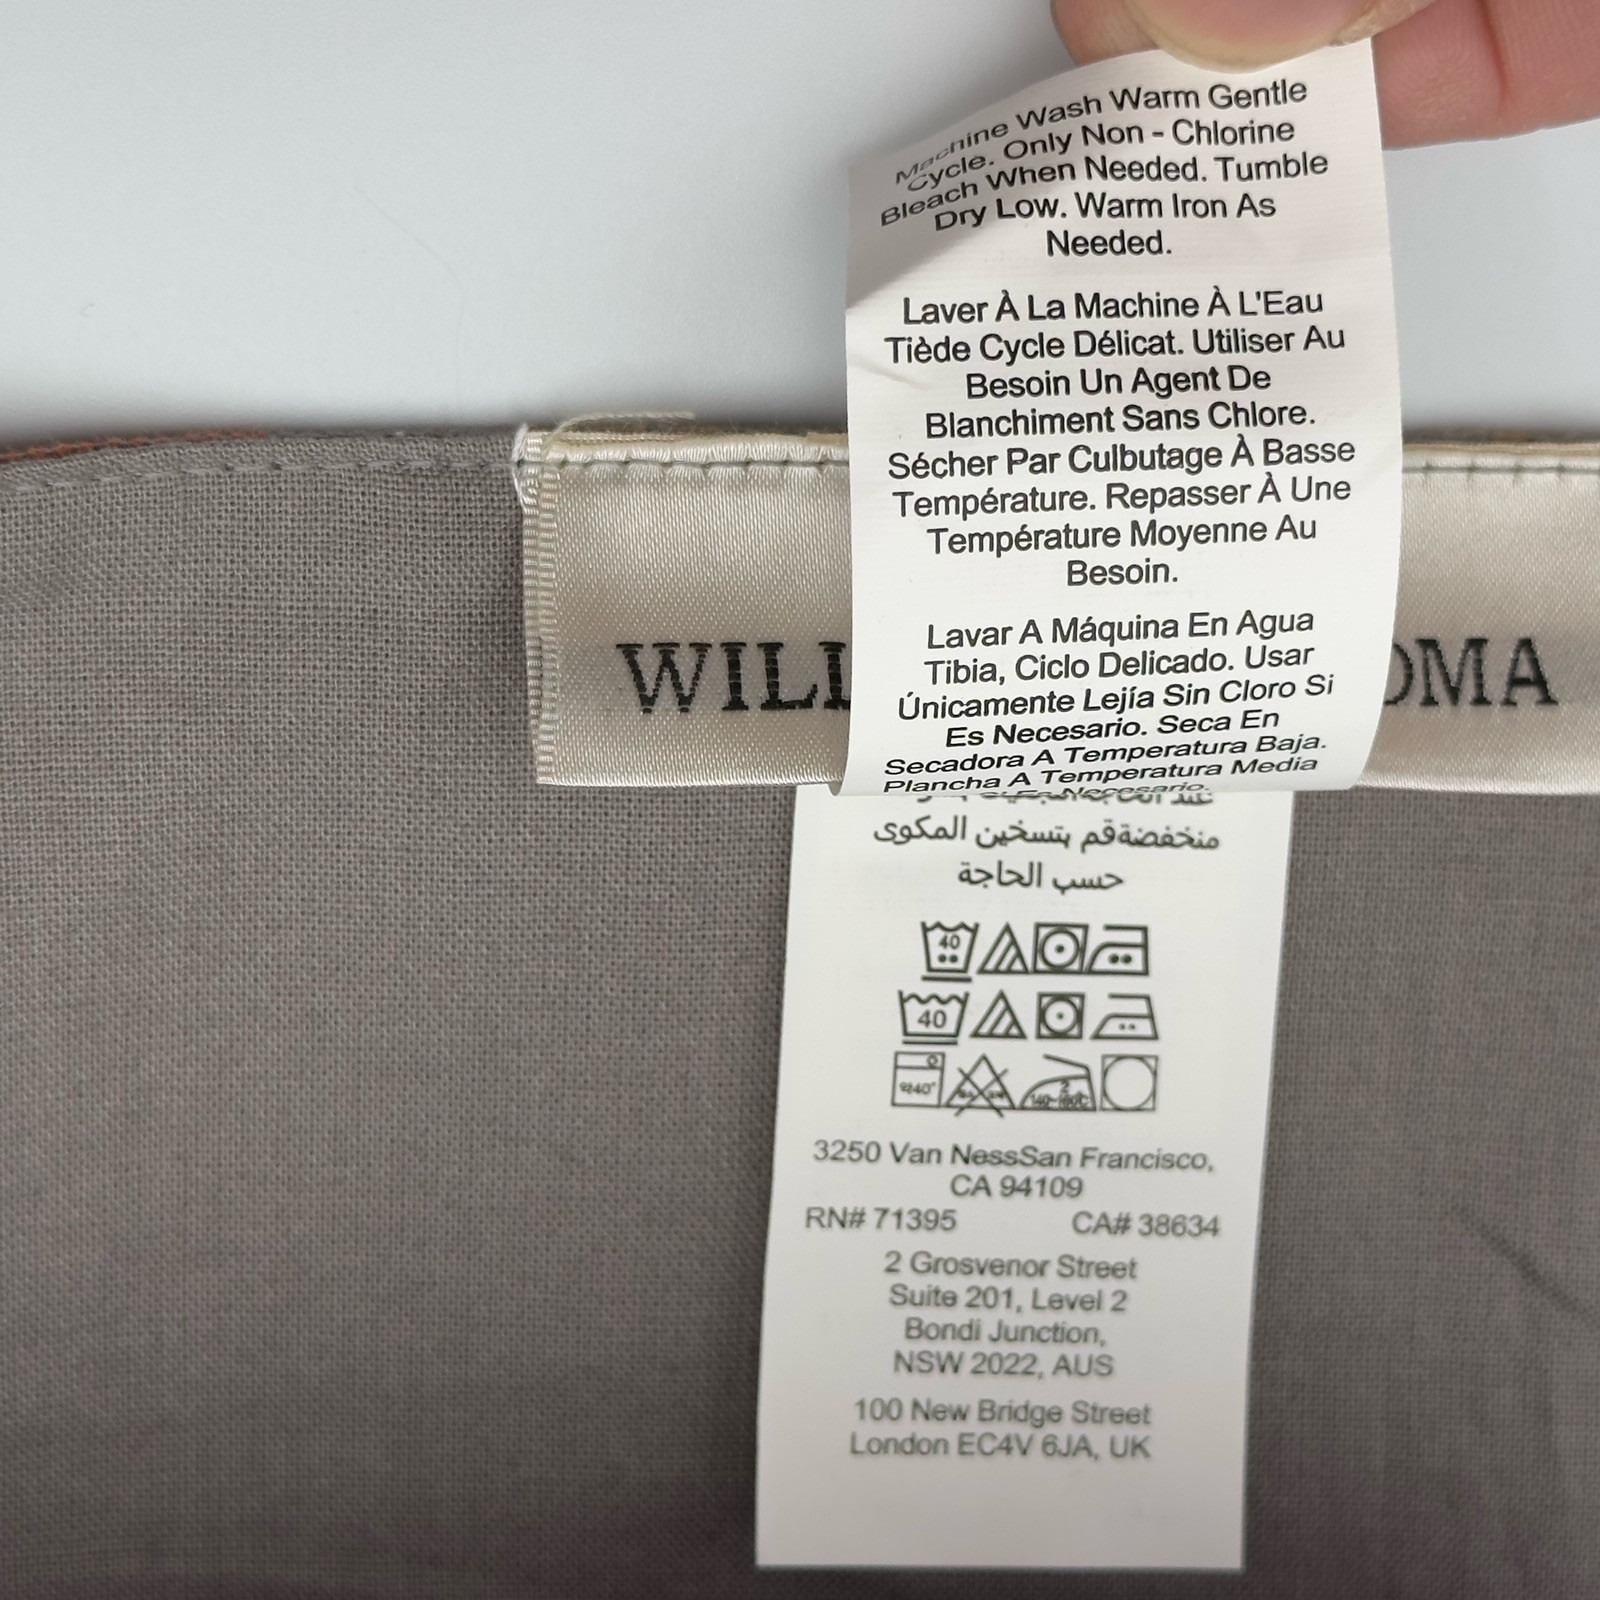 Machine Wash Warm Gentle
Cycle. Only Non - Chlorine
Bleach When Needed. Tumble
Dry Low. Warm Iron As
Needed.
Laver À La Machine À L'Eau
Tiède Cycle Délicat. Utiliser Au
Besoin Un Agent De
Blanchiment Sans Chlore.
Sécher Par Culbutage À Basse
Température. Repasser À Une
Température Moyenne Au
Besoin.
Lavar A Máquina En Agua
Tibia, Ciclo Delicado. Usar
Únicamente Lejía Sin Cloro Si
Es Necesario. Seca En
Secadora A Temperatura Baja.
Plancha A Temperatura Media
Si Es Necesario.
WILL OMA
منخفضةقم بتسخين المكوى
حسب الحاجة
40
40
3250 Van NessSan Francisco,
CA 94109
RN# 71395 CA# 38634
2 Grosvenor Street
Suite 201, Level 2
Bondi Junction,
NSW 2022, AUS
100 New Bridge Street
London EC4V 6JA, UK